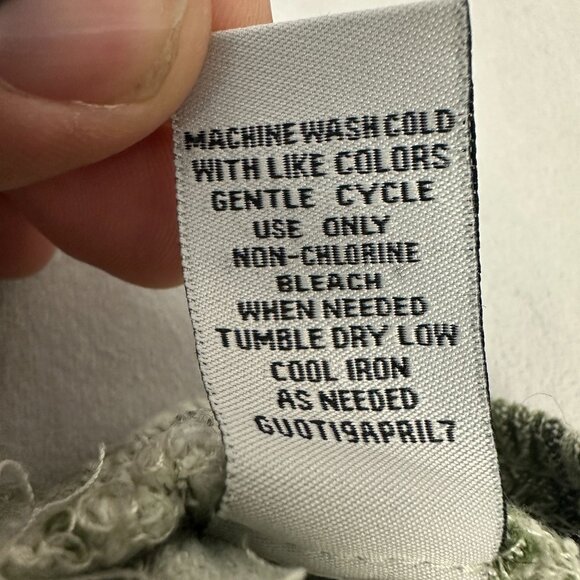 MACHINE WASH COLD
WITH LIKE COLORS
GENTLE CYCLE
USE ONLY
NON-CHLORINE
BLEACH
WHEN NEEDED
TUMBLE DRY LOW
COOL IRON
AS NEEDED
GUOT19APRIL7